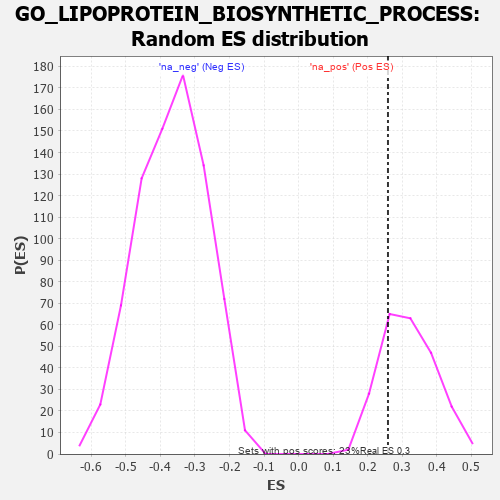 GO_LIPOPROTEIN_BIOSYNTHETIC_PROCESS:
Random ES distribution
'na_neg' (Neg ES) 'na_pos' (Pos ES)
180
170
160
150
140
130
120
110
100
90
80
70
60
50
40
30
20
10
0
P(ES)
Sets with pos scores: 23%Real ES 0.3
-0.6 -0.5 -0.4 -0.3 -0.2 -0.1 0.0 0.1 0.2 0.3 0.4 0.5
ES